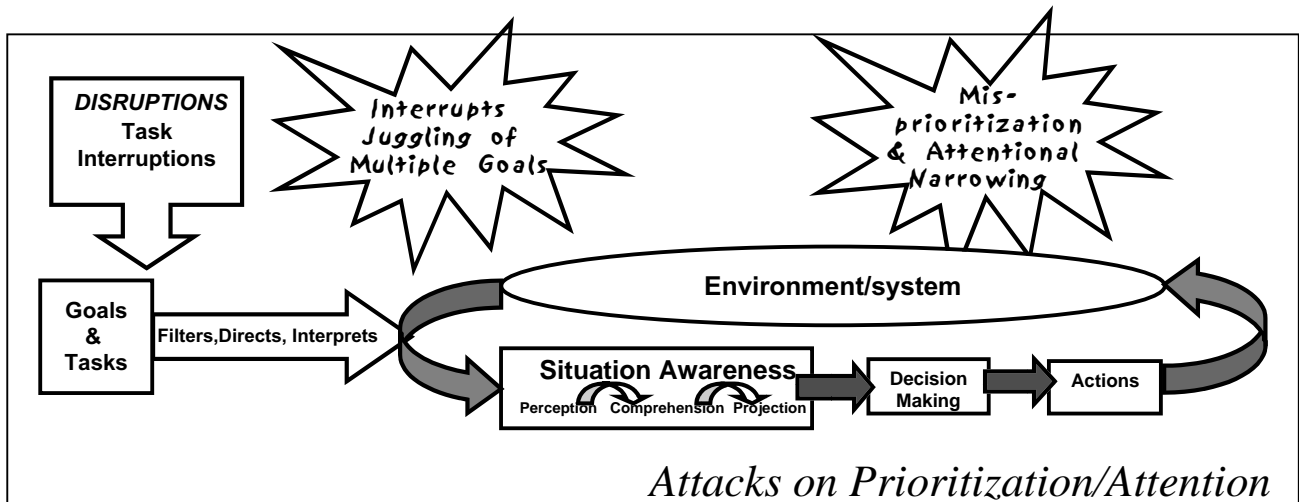 DISRUPTIONS
Task
Interruptions
Interrupts
Juggling of
Multiple Goals
Mis-
prioritization
& Attentional
Narrowing
Goals
&
Tasks
Filters,Directs, Interprets
Environment/system
Situation Awareness
Perception Comprehension Projection
Decision
Making
Actions
Attacks on Prioritization/Attention